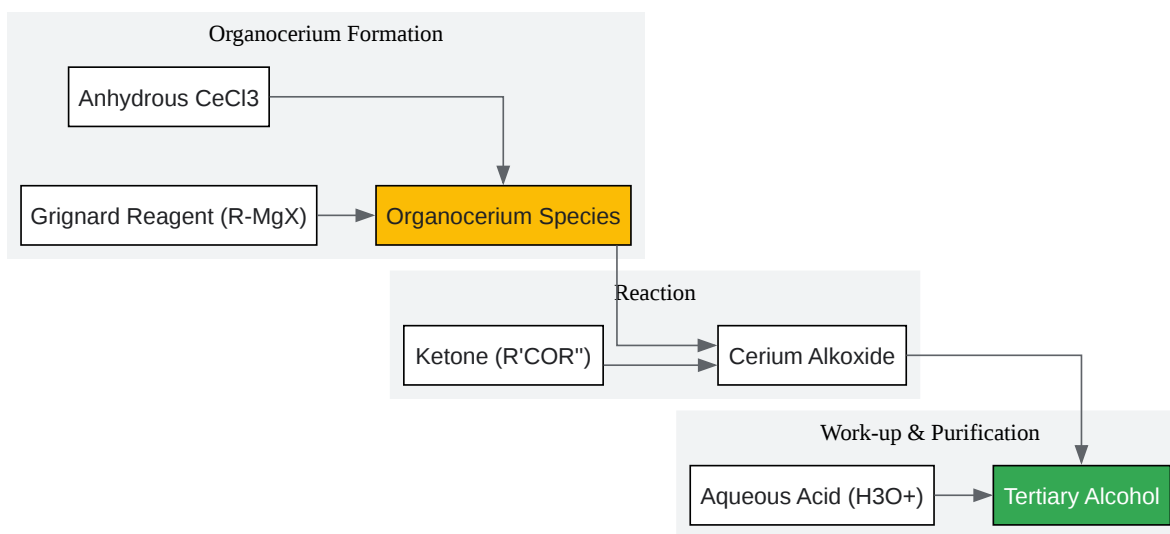 Organocerium Formation
Anhydrous CeCl3
Grignard Reagent (R-MgX)
Organocerium Species
Reaction
Ketone (R'COR")
Cerium Alkoxide
Work-up & Purification
Aqueous Acid (H3O+)
Tertiary Alcohol